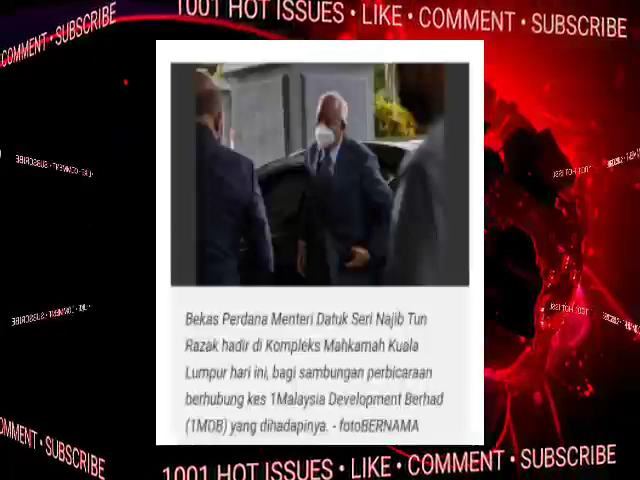 1001 HOT ISSUES • LIKE • COMMENT • SUBSCRIBE
COMMENT • SUBSCRIBE
Bekas Perdana Menteri Datuk Seri Najib Tun
Razak hadir di Kompleks Mahkamah Kuala
Lumpur hari ini, bagi sambungan perbicaraan
berhubung kes 1Malaysia Development Berhad
(1MDB) yang dihadapinya. - fotoBERNAMA
OMMENT • SUBSCRIBE
1001 HOT ISSUES • LIKE • COMMENT • SUBSCRIBE